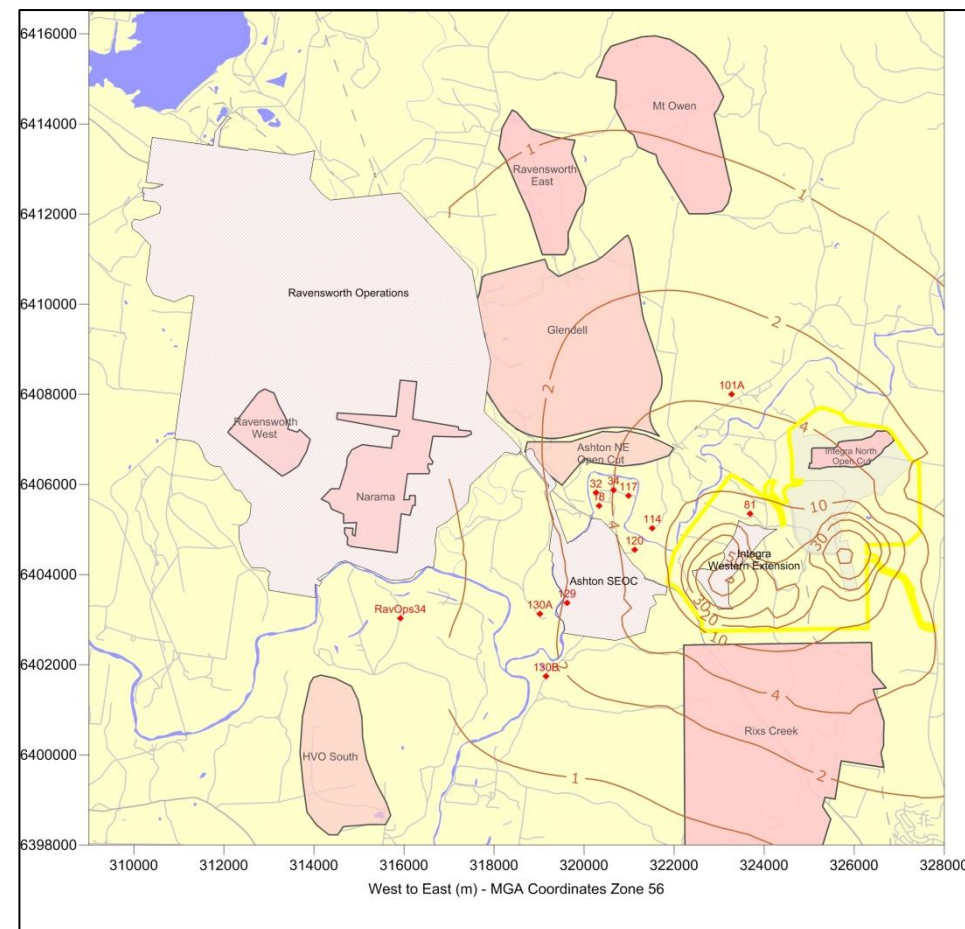 6416000
6414000
6412000
6410000
6408000
6406000
6404000
6402000
6400000
6398000
Mt Owen
1
1
Ravensworth
East
Ravensworth Operations
2
Glendell
2
101A
4
Ravensworth
West
Ashton NE
Open Cut
Integra North
Open Cut
Narama
32
34
117
18
4
81
10
114
30
120
Integra
Western Extension
Ashton SEOC
129
130A
RavOps34
30
20
10
130B
2
4
Rixs Creek
HVO South
1
2
310000
312000
314000
316000
318000
320000
322000
324000
326000
328000
West to East (m) - MGA Coordinates Zone 56